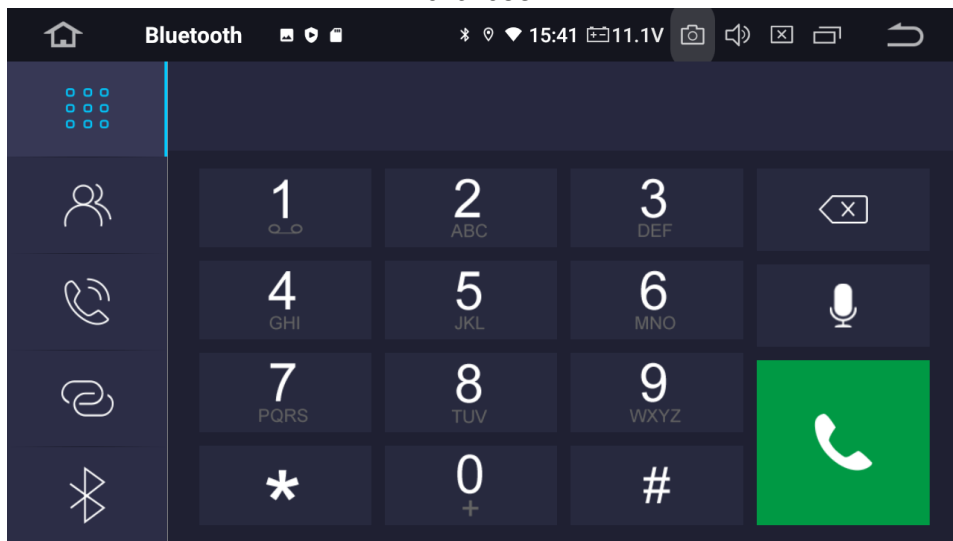 Bluetooth 15:41 11.1V
1 2 3
ABC DEF
4 5 6
GHI JKL MNO
7 8 9
PQRS TUV WXYZ
* 0 #
+